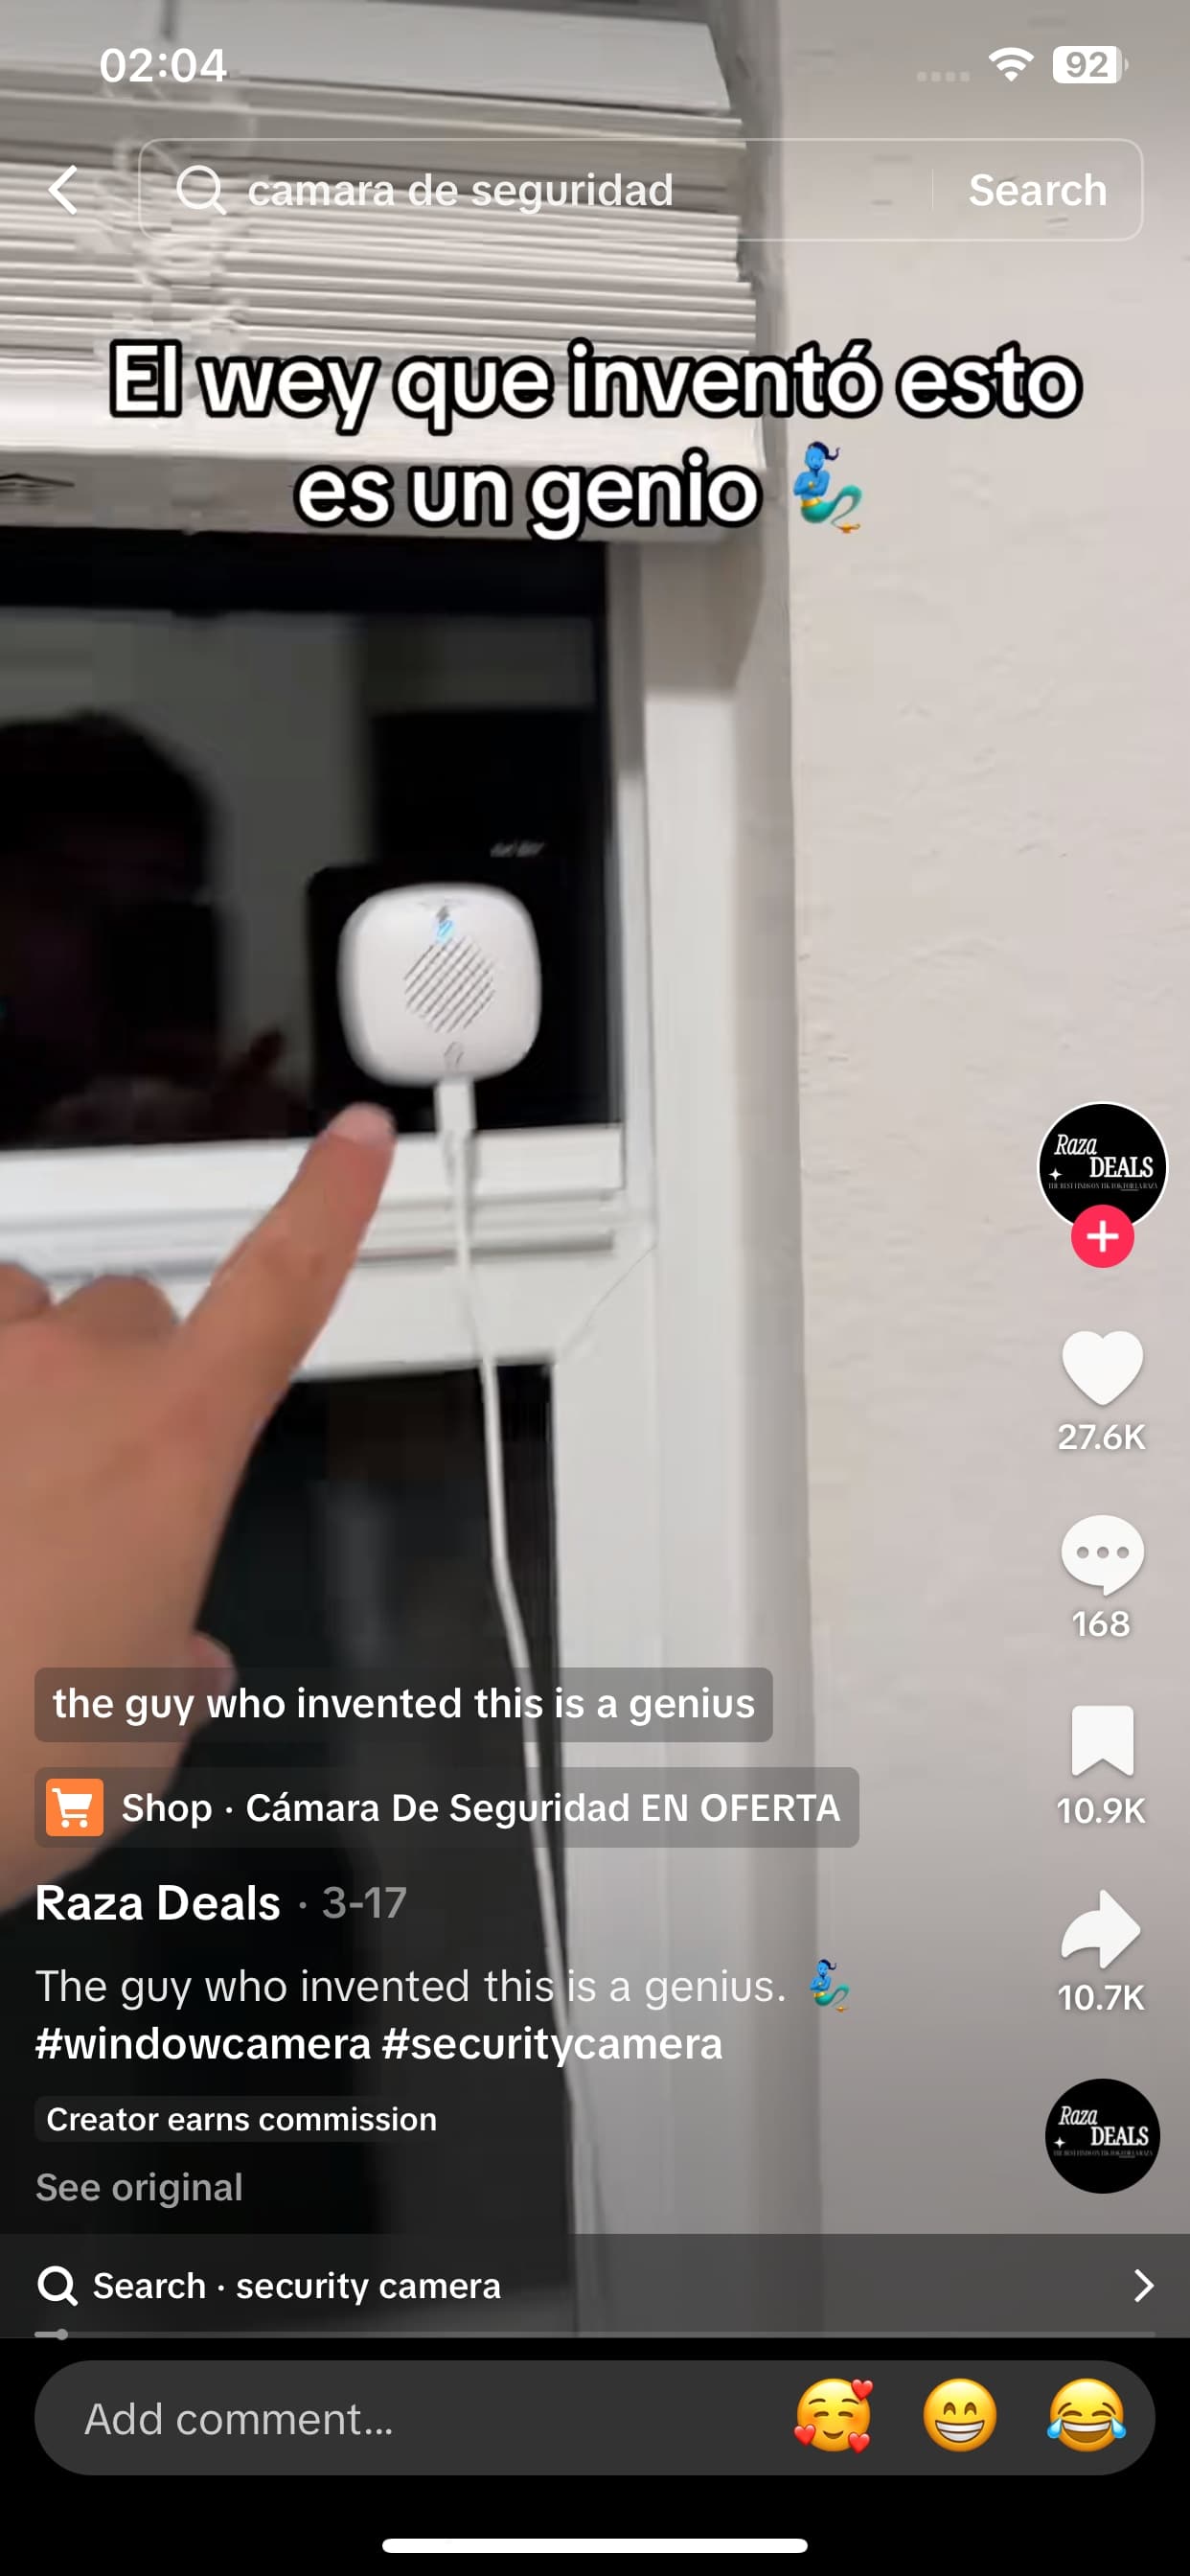 02:04
92
camara de seguridad
Search
El wey que inventó esto
es un genio
Raza
DEALS
27.6K
168
10.9K
10.7K
the guy who invented this is a genius
Shop · Cámara De Seguridad EN OFERTA
Raza Deals · 3-17
The guy who invented this is a genius.
#windowcamera #securitycamera
Creator earns commission
See original
Raza
DEALS
Search · security camera
Add comment...